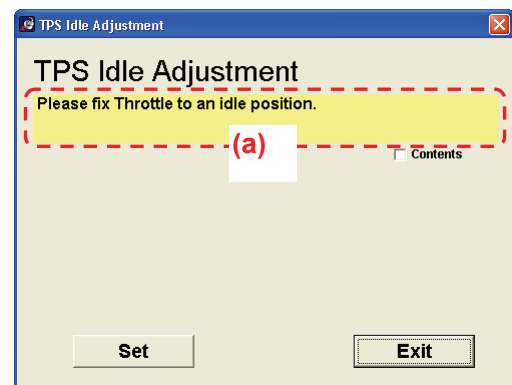 TPS Idle Adjustment
TPS Idle Adjustment
Please fix Throttle to an idle position.
(a)
Contents
Set
Exit